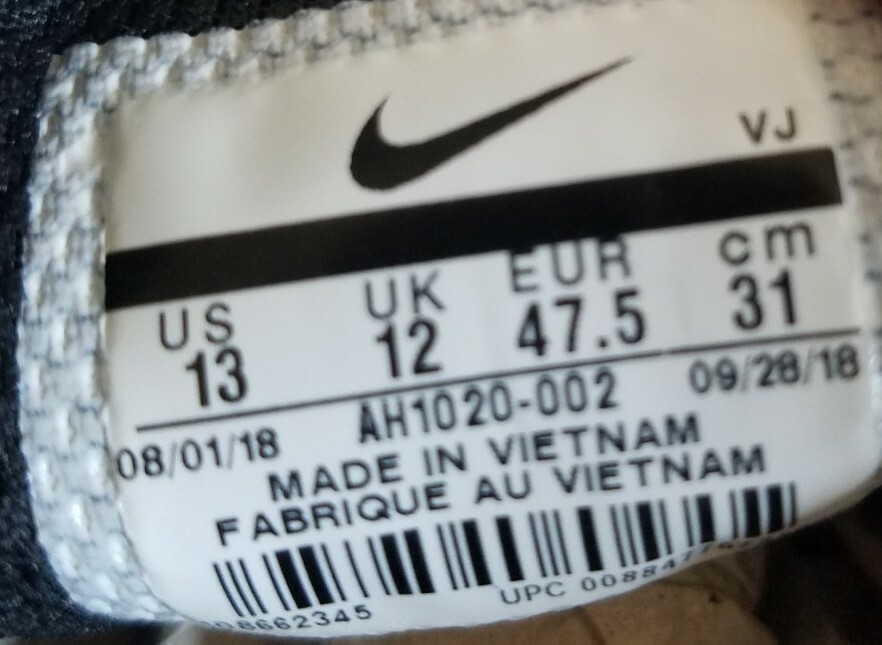 VJ
US UK EUR cm
13 12 47.5 31
08/01/18 AH1020-002 09/28/18
MADE IN VIETNAM
FABRIQUE AU VIETNAM
UPC